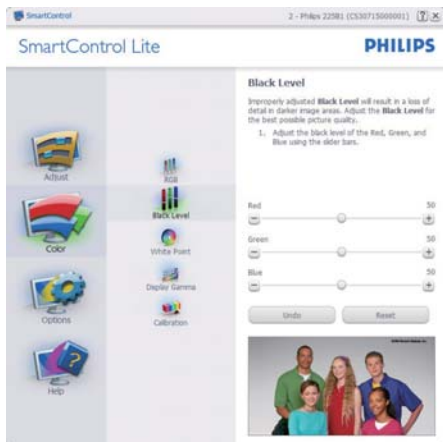 SmartControl
2 - Philips 225B1 (CS30715000001)
SmartControl Lite
PHILIPS
Adjust
Color
Options
Help
RGB
Black Level
White Point
Display Gamma
Calibration
Black Level
Improperly adjusted Black Level will result in a loss of
detail in darker image areas. Adjust the Black Level for
the best possible picture quality.
1. Adjust the black level of the Red, Green, and
Blue using the slider bars.
Red 50
Green 50
Blue 50
Undo Reset